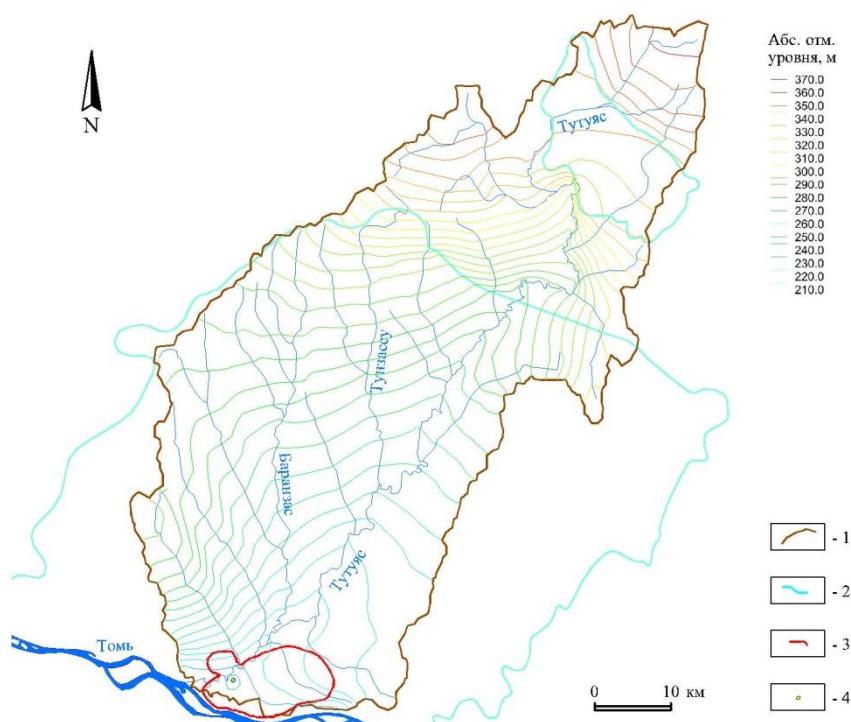 Абс. отм.
уровня, м
370.0
360.0
350.0
340.0
330.0
320.0
310.0
300.0
290.0
280.0
270.0
260.0
250.0
240.0
230.0
220.0
210.0
N
Тутуяс
Тунзассу
Баранзас
Тутуяс
Томь
0 10 км
- 1
- 2
- 3
- 4